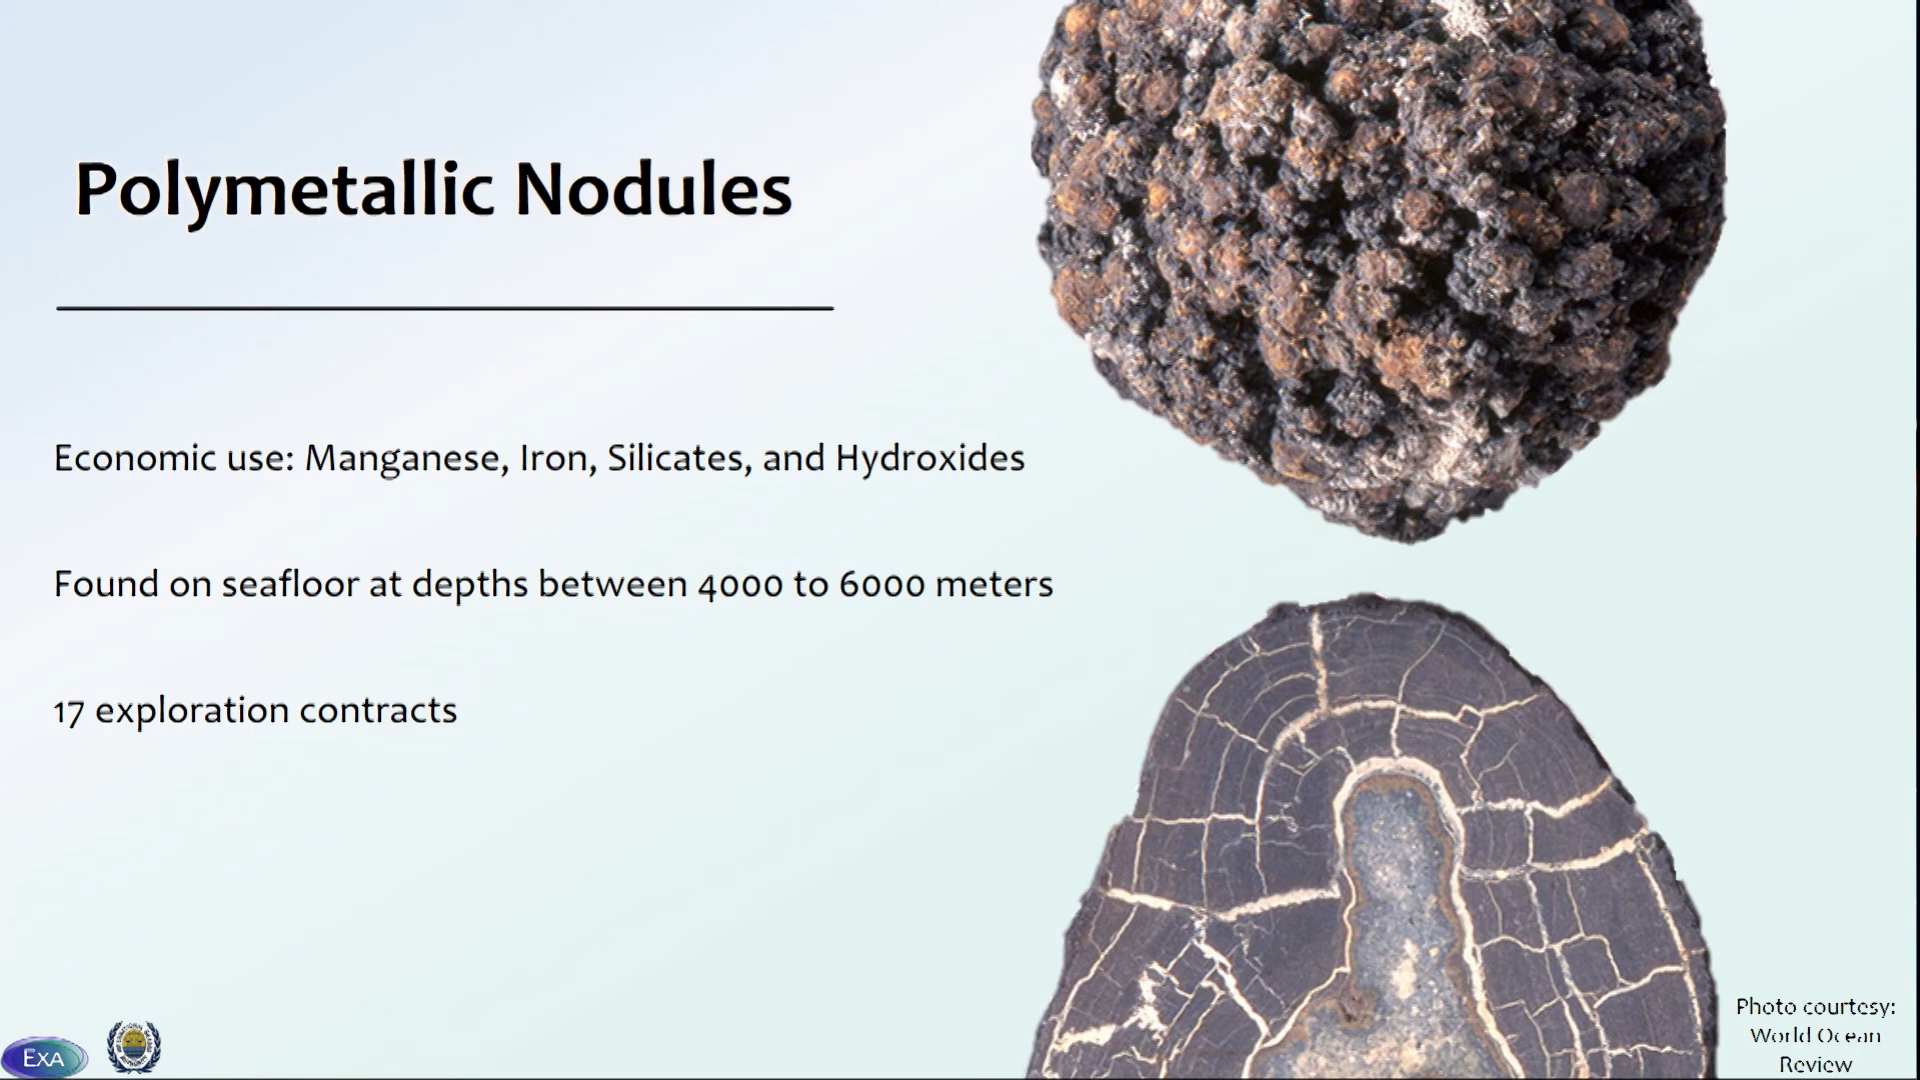 Polymetallic Nodules
Economic use: Manganese, Iron, Silicates, and Hydroxides
Found on seafloor at depths between 4000 to 6000 meters
17 exploration contracts
Photo courtesy:
World Ocean
Review
EXA